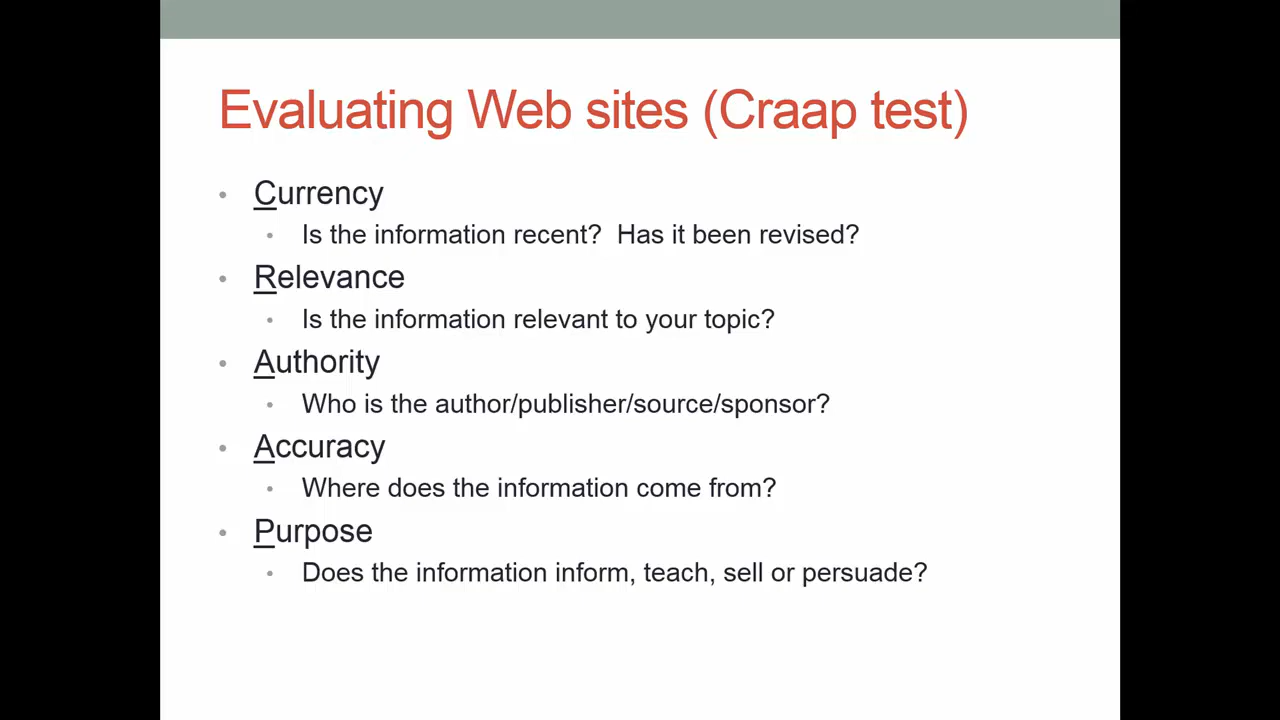 Evaluating Web sites (Craap test)
• Currency
• Is the information recent?  Has it been revised?
• Relevance
• Is the information relevant to your topic?
• Authority
• Who is the author/publisher/source/sponsor?
• Accuracy
• Where does the information come from?
• Purpose
• Does the information inform, teach, sell or persuade?